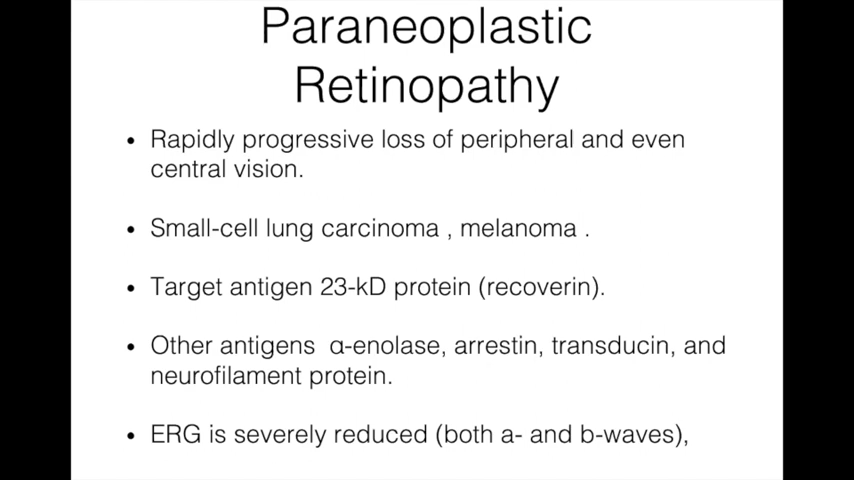 Paraneoplastic
Retinopathy
• Rapidly progressive loss of peripheral and even
central vision.
• Small-cell lung carcinoma , melanoma .
• Target antigen 23-kD protein (recoverin).
• Other antigens  α-enolase, arrestin, transducin, and
neurofilament protein.
• ERG is severely reduced (both a- and b-waves),